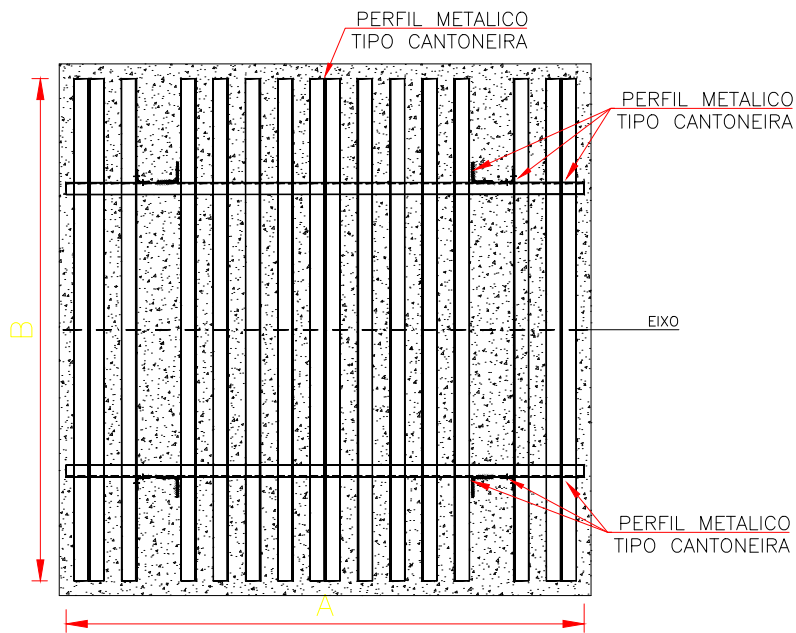 PERFIL METALICO
TIPO CANTONEIRA
PERFIL METALICO
TIPO CANTONEIRA
B
EIXO
PERFIL METALICO
TIPO CANTONEIRA
A